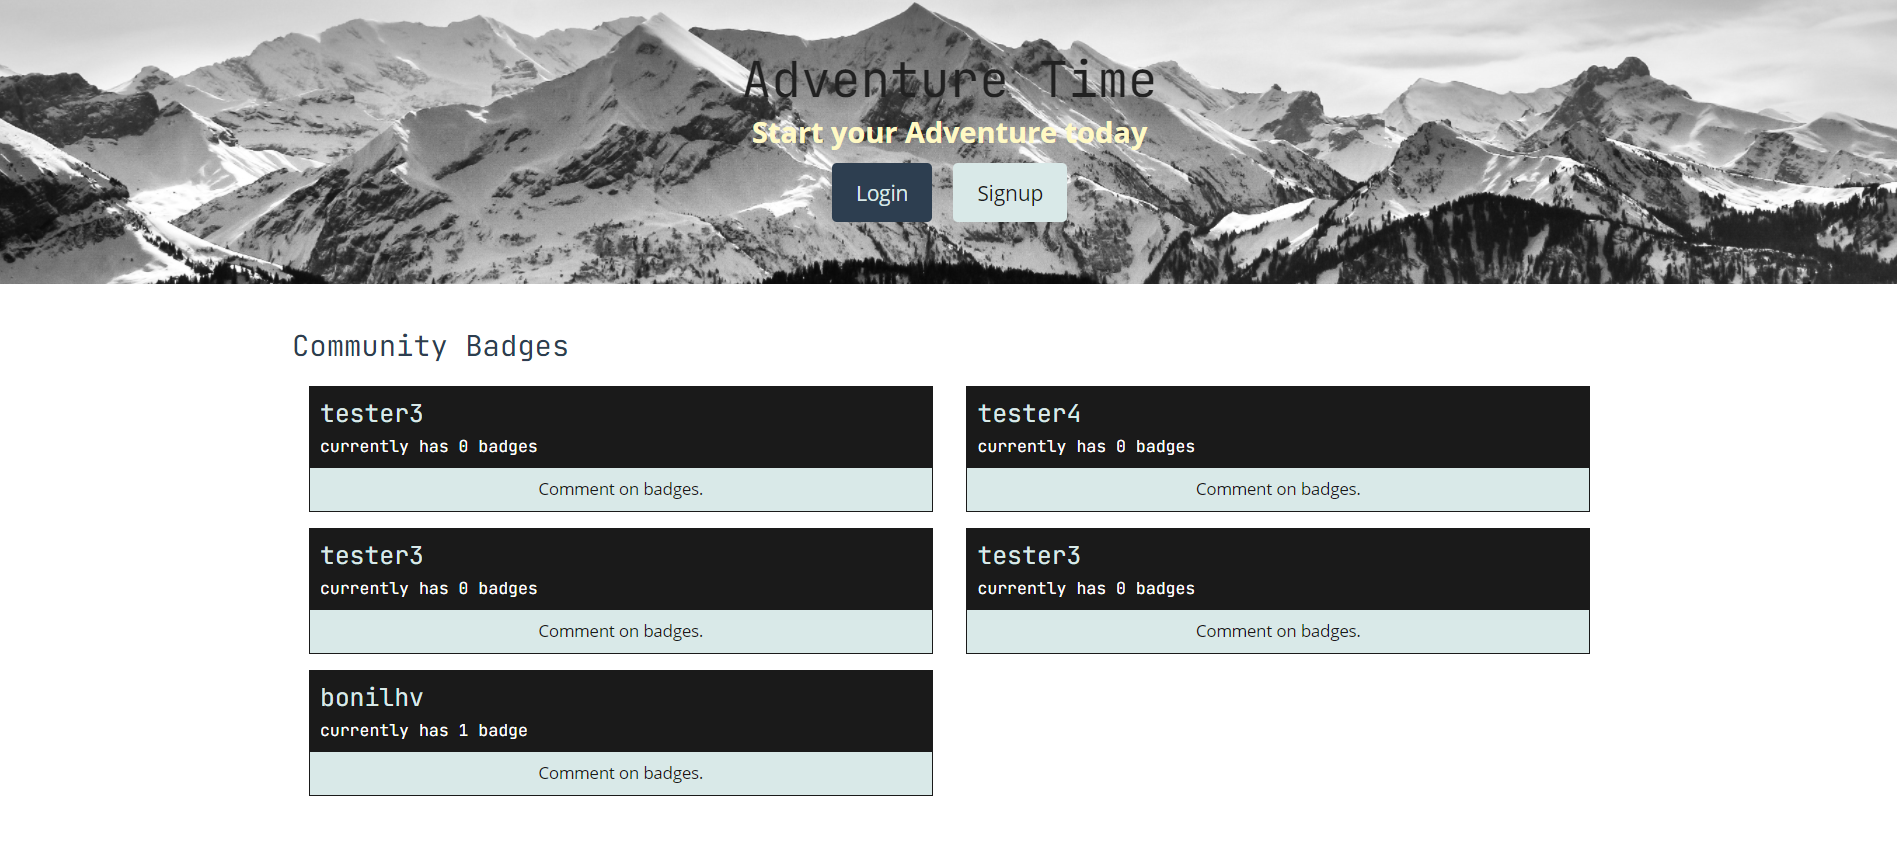 Adventure Time
Start your Adventure today
Login Signup
Community Badges
tester3
currently has 0 badges
Comment on badges.
tester4
currently has 0 badges
Comment on badges.
tester3
currently has 0 badges
Comment on badges.
tester3
currently has 0 badges
Comment on badges.
bonilhv
currently has 1 badge
Comment on badges.